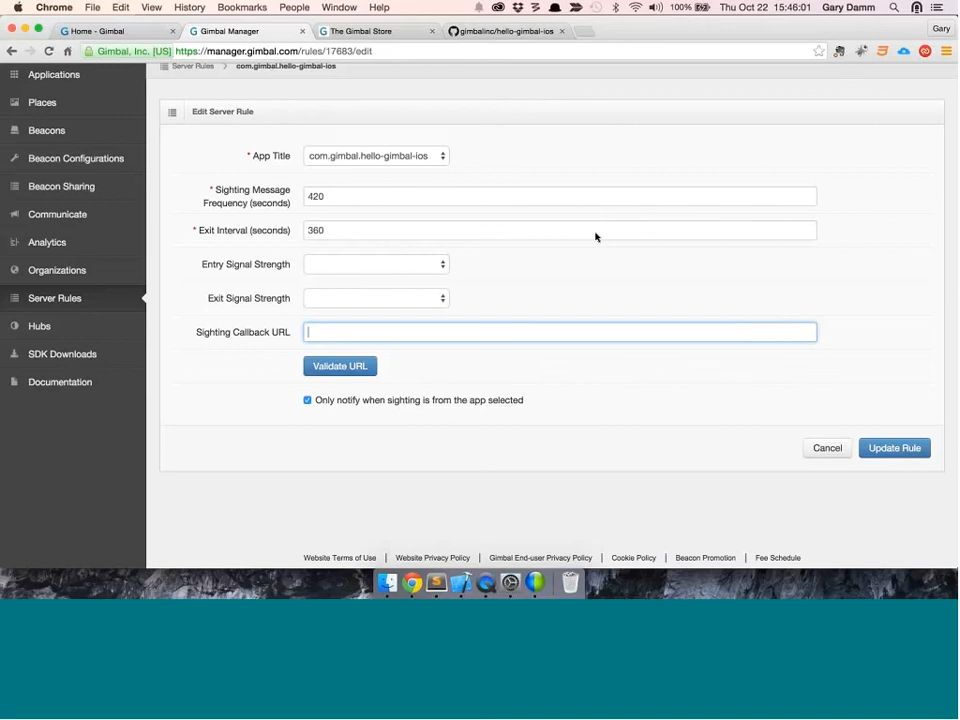 Chrome File Edit View History Bookmarks People Window Help 100% Thu Oct 22 15:46:01 Gary Damm
Home - Gimbal Gimbal Manager The Gimbal Store gimbalinc/hello-gimbal-ios Gary
Gimbal, Inc. [US] https://manager.gimbal.com/rules/17683/edit
Server Rules > com.gimbal.hello-gimbal-ios
Applications
Places
Beacons
Beacon Configurations
Beacon Sharing
Communicate
Analytics
Organizations
Server Rules
Hubs
SDK Downloads
Documentation
Edit Server Rule
* App Title com.gimbal.hello-gimbal-ios
* Sighting Message
Frequency (seconds) 420
* Exit Interval (seconds) 360
Entry Signal Strength
Exit Signal Strength
Sighting Callback URL
Validate URL
Only notify when sighting is from the app selected
Cancel Update Rule
Website Terms of Use | Website Privacy Policy | Gimbal End-user Privacy Policy | Cookie Policy | Beacon Promotion | Fee Schedule